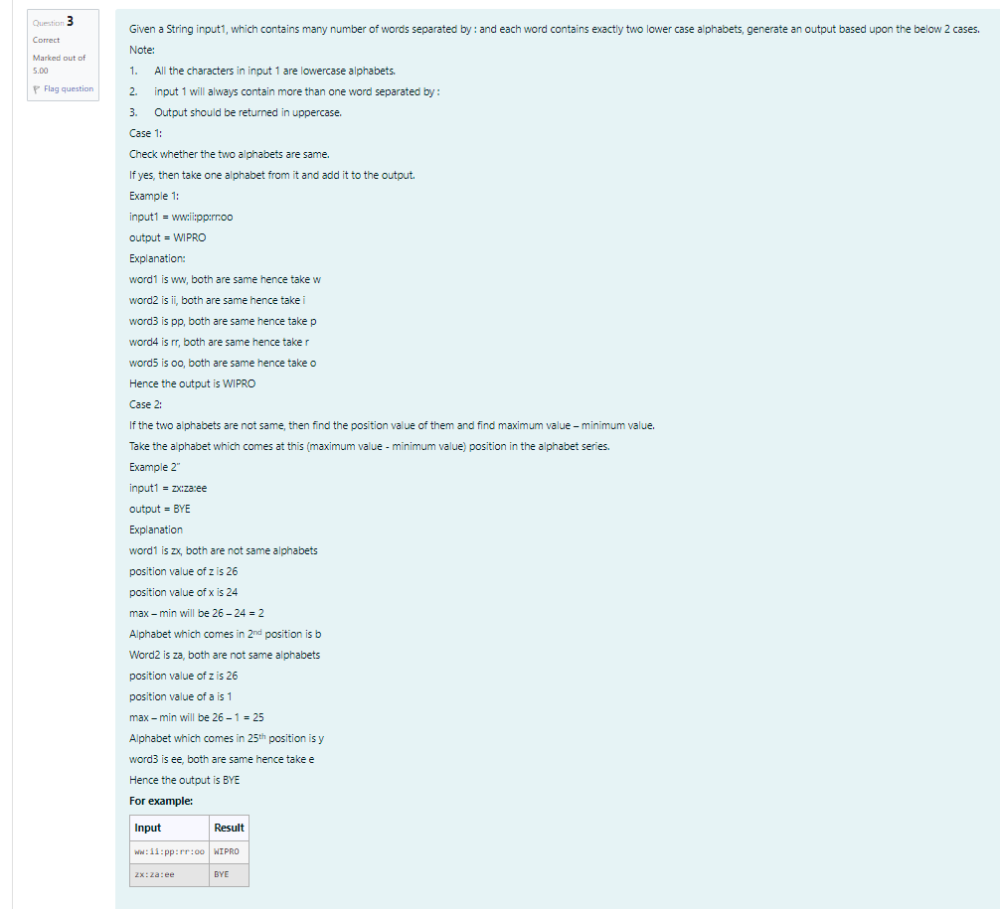 Question 3
Correct
Marked out of
5.00
Flag question
Given a String input1, which contains many number of words separated by : and each word contains exactly two lower case alphabets, generate an output based upon the below 2 cases.
Note:
1. All the characters in input 1 are lowercase alphabets.
2. input 1 will always contain more than one word separated by :
3. Output should be returned in uppercase.
Case 1:
Check whether the two alphabets are same.
If yes, then take one alphabet from it and add it to the output.
Example 1:
input1 = ww:ii:pp:rr:oo
output = WIPRO
Explanation:
word1 is ww, both are same hence take w
word2 is ii, both are same hence take i
word3 is pp, both are same hence take p
word4 is rr, both are same hence take r
word5 is oo, both are same hence take o
Hence the output is WIPRO
Case 2:
If the two alphabets are not same, then find the position value of them and find maximum value – minimum value.
Take the alphabet which comes at this (maximum value - minimum value) position in the alphabet series.
Example 2"
input1 = zx:za:ee
output = BYE
Explanation
word1 is zx, both are not same alphabets
position value of z is 26
position value of x is 24
max – min will be 26 – 24 = 2
Alphabet which comes in 2nd position is b
Word2 is za, both are not same alphabets
position value of z is 26
position value of a is 1
max – min will be 26 – 1 = 25
Alphabet which comes in 25th position is y
word3 is ee, both are same hence take e
Hence the output is BYE
For example:
Input Result
ww:ii:pp:rr:oo WIPRO
zx:za:ee BYE